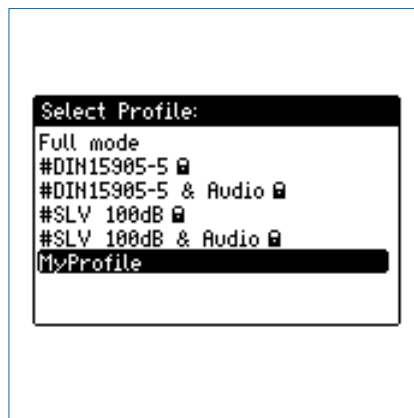 Select Profile:
Full mode
#DIN15905-5
#DIN15905-5 & Audio
#SLV 100dB
#SLV 100dB & Audio
MyProfile